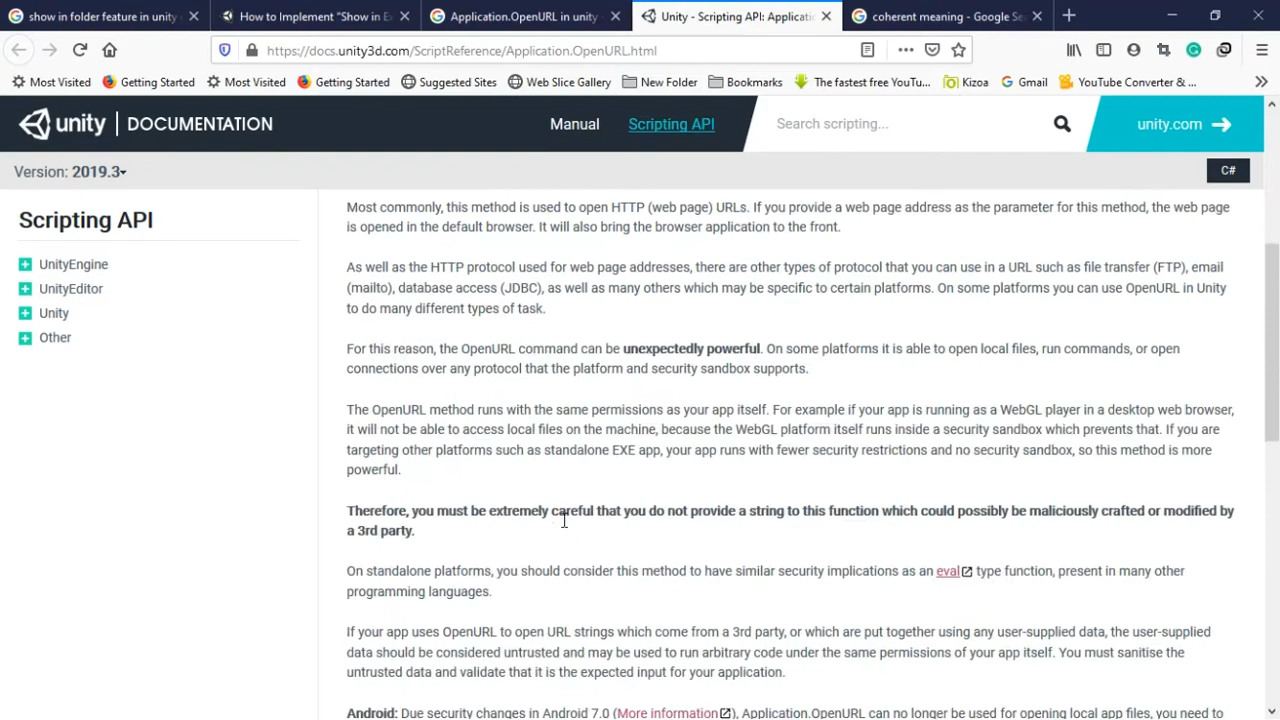 show in folder feature in unity
How to Implement "Show in E
Application.OpenURL in unity
Unity - Scripting API: Applicati
coherent meaning - Google Se
https://docs.unity3d.com/ScriptReference/Application.OpenURL.html
Most Visited
Getting Started
Most Visited
Getting Started
Suggested Sites
Web Slice Gallery
New Folder
Bookmarks
The fastest free YouTu...
Kizoa
Gmail
YouTube Converter & ...
unity | DOCUMENTATION
Manual
Scripting API
Search scripting...
unity.com
Version: 2019.3
C#
Scripting API
UnityEngine
UnityEditor
Unity
Other
Most commonly, this method is used to open HTTP (web page) URLs. If you provide a web page address as the parameter for this method, the web page
is opened in the default browser. It will also bring the browser application to the front.
As well as the HTTP protocol used for web page addresses, there are other types of protocol that you can use in a URL such as file transfer (FTP), email
(mailto), database access (JDBC), as well as many others which may be specific to certain platforms. On some platforms you can use OpenURL in Unity
to do many different types of task.
For this reason, the OpenURL command can be unexpectedly powerful. On some platforms it is able to open local files, run commands, or open
connections over any protocol that the platform and security sandbox supports.
The OpenURL method runs with the same permissions as your app itself. For example if your app is running as a WebGL player in a desktop web browser,
it will not be able to access local files on the machine, because the WebGL platform itself runs inside a security sandbox which prevents that. If you are
targeting other platforms such as standalone EXE app, your app runs with fewer security restrictions and no security sandbox, so this method is more
powerful.
Therefore, you must be extremely careful that you do not provide a string to this function which could possibly be maliciously crafted or modified by
a 3rd party.
On standalone platforms, you should consider this method to have similar security implications as an eval type function, present in many other
programming languages.
If your app uses OpenURL to open URL strings which come from a 3rd party, or which are put together using any user-supplied data, the user-supplied
data should be considered untrusted and may be used to run arbitrary code under the same permissions of your app itself. You must sanitise the
untrusted data and validate that it is the expected input for your application.
Android: Due security changes in Android 7.0 (More information), Application.OpenURL can no longer be used for opening local app files, you need to